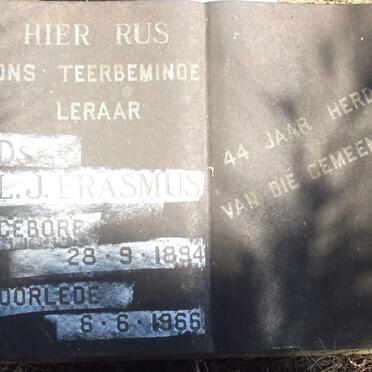 HIER RUS
ONS TEERBEMINDE
LERAAR
DS
L.J. ERASMUS
GEBORE
28·9·1894
OORLEDE
6·6·1966
44 JAAR HERD
VAN DIE GEMEEN